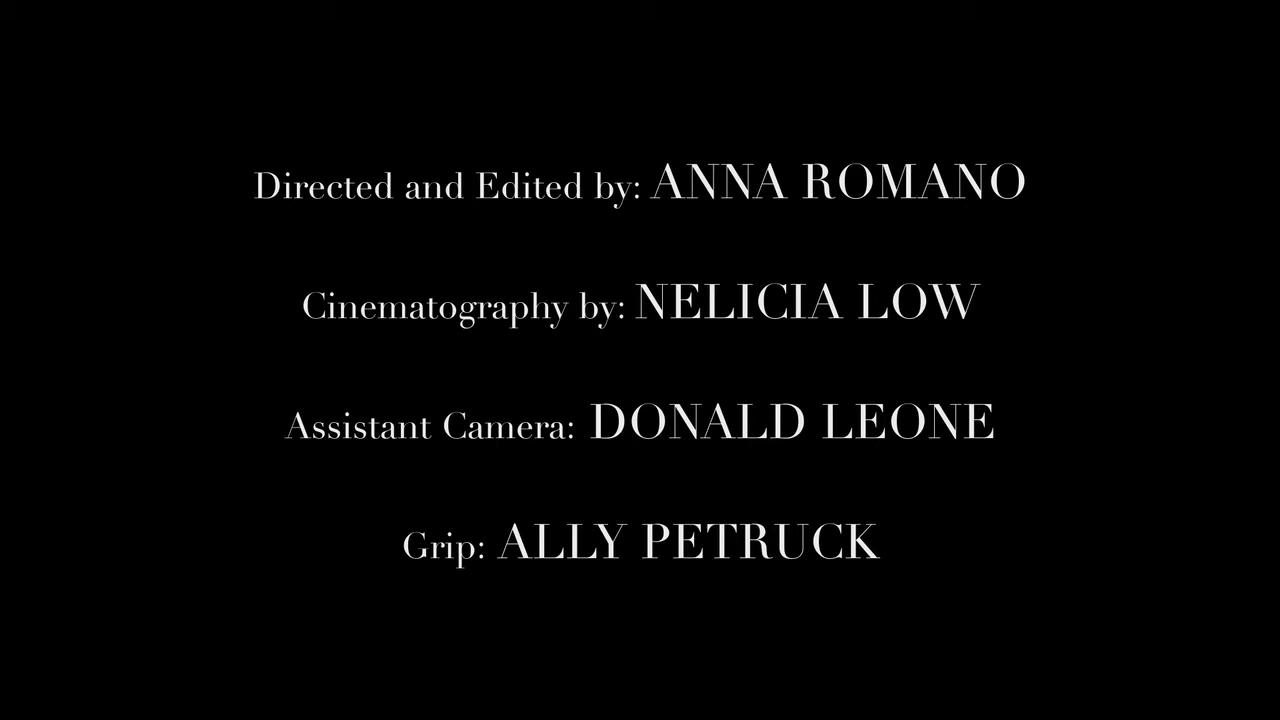 Directed and Edited by: ANNA ROMANO
Cinematography by: NELICIA LOW
Assistant Camera: DONALD LEONE
Grip: ALLY PETRUCK